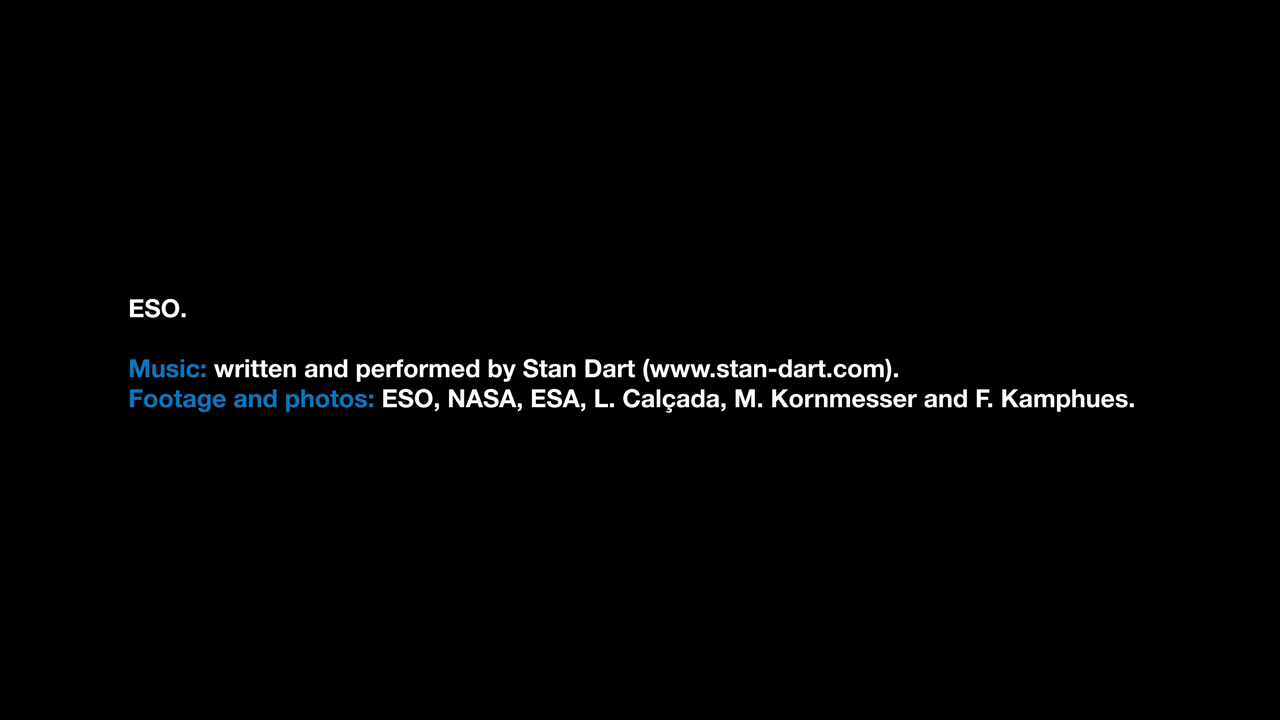 ESO.
Music: written and performed by Stan Dart (www.stan-dart.com).
Footage and photos: ESO, NASA, ESA, L. Calçada, M. Kornmesser and F. Kamphues.